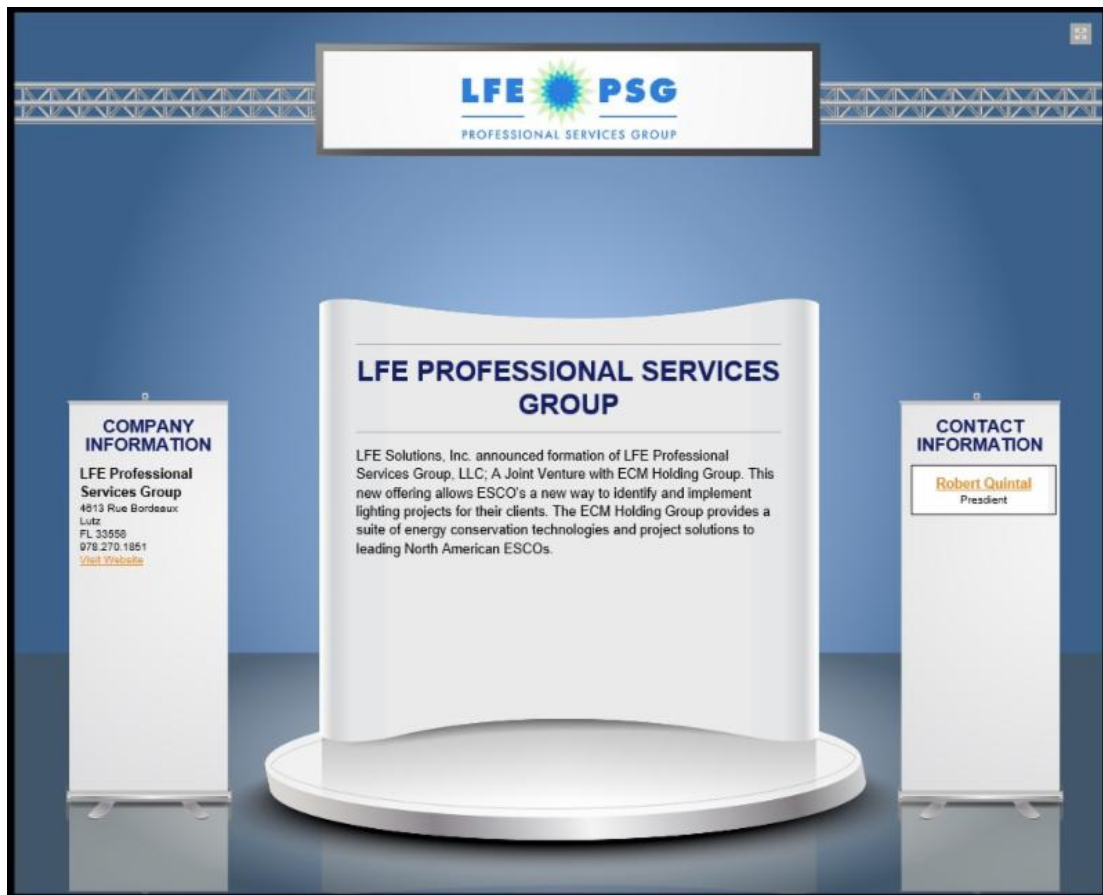 LFE PSG
PROFESSIONAL SERVICES GROUP
LFE PROFESSIONAL SERVICES
GROUP
LFE Solutions, Inc. announced formation of LFE Professional
Services Group, LLC; A Joint Venture with ECM Holding Group. This
new offering allows ESCO's a new way to identify and implement
lighting projects for their clients. The ECM Holding Group provides a
suite of energy conservation technologies and project solutions to
leading North American ESCOs.
COMPANY
INFORMATION
LFE Professional
Services Group
4613 Rue Bordeaux
Lutz
FL 33558
978.270.1851
Visit Website
CONTACT
INFORMATION
Robert Quintal
Presdient